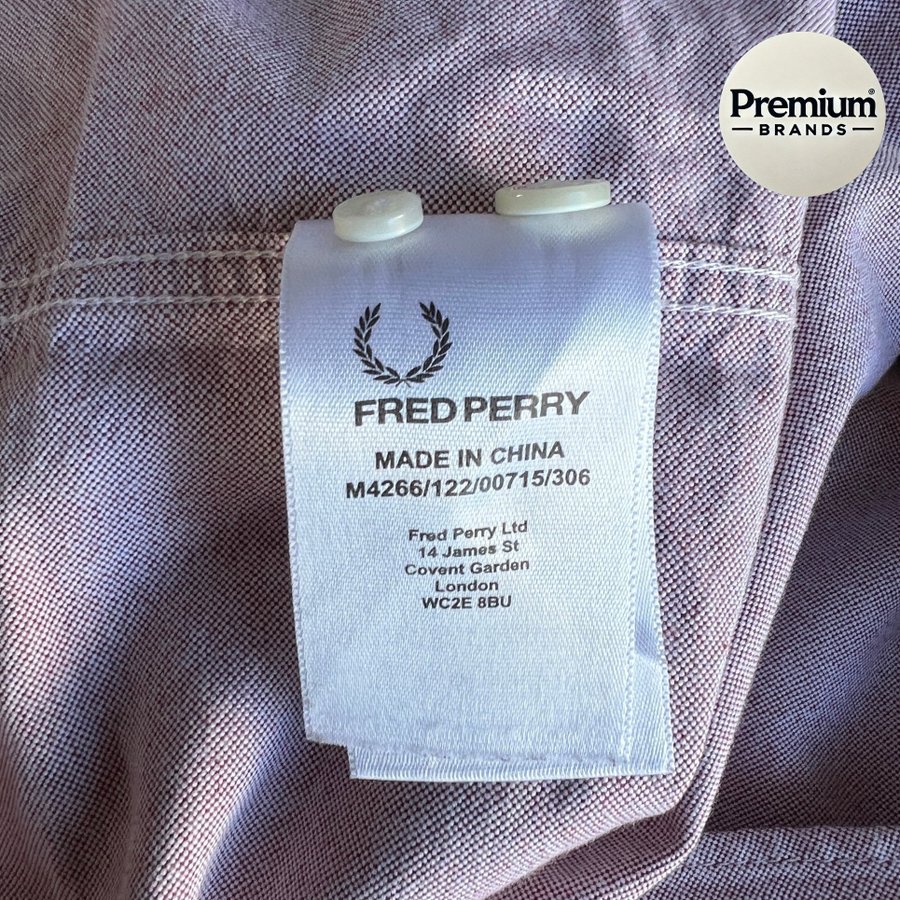 Premium®
BRANDS
FRED PERRY
MADE IN CHINA
M4266/122/00715/306
Fred Perry Ltd
14 James St
Covent Garden
London
WC2E 8BU